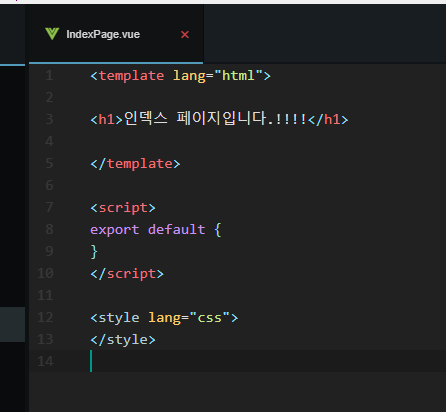 IndexPage.vue ×
1 <template lang="html">
2
3 <h1>인덱스 페이지입니다.!!!!</h1>
4
5 </template>
6
7 <script>
8 export default {
9 }
10 </script>
11
12 <style lang="css">
13 </style>
14